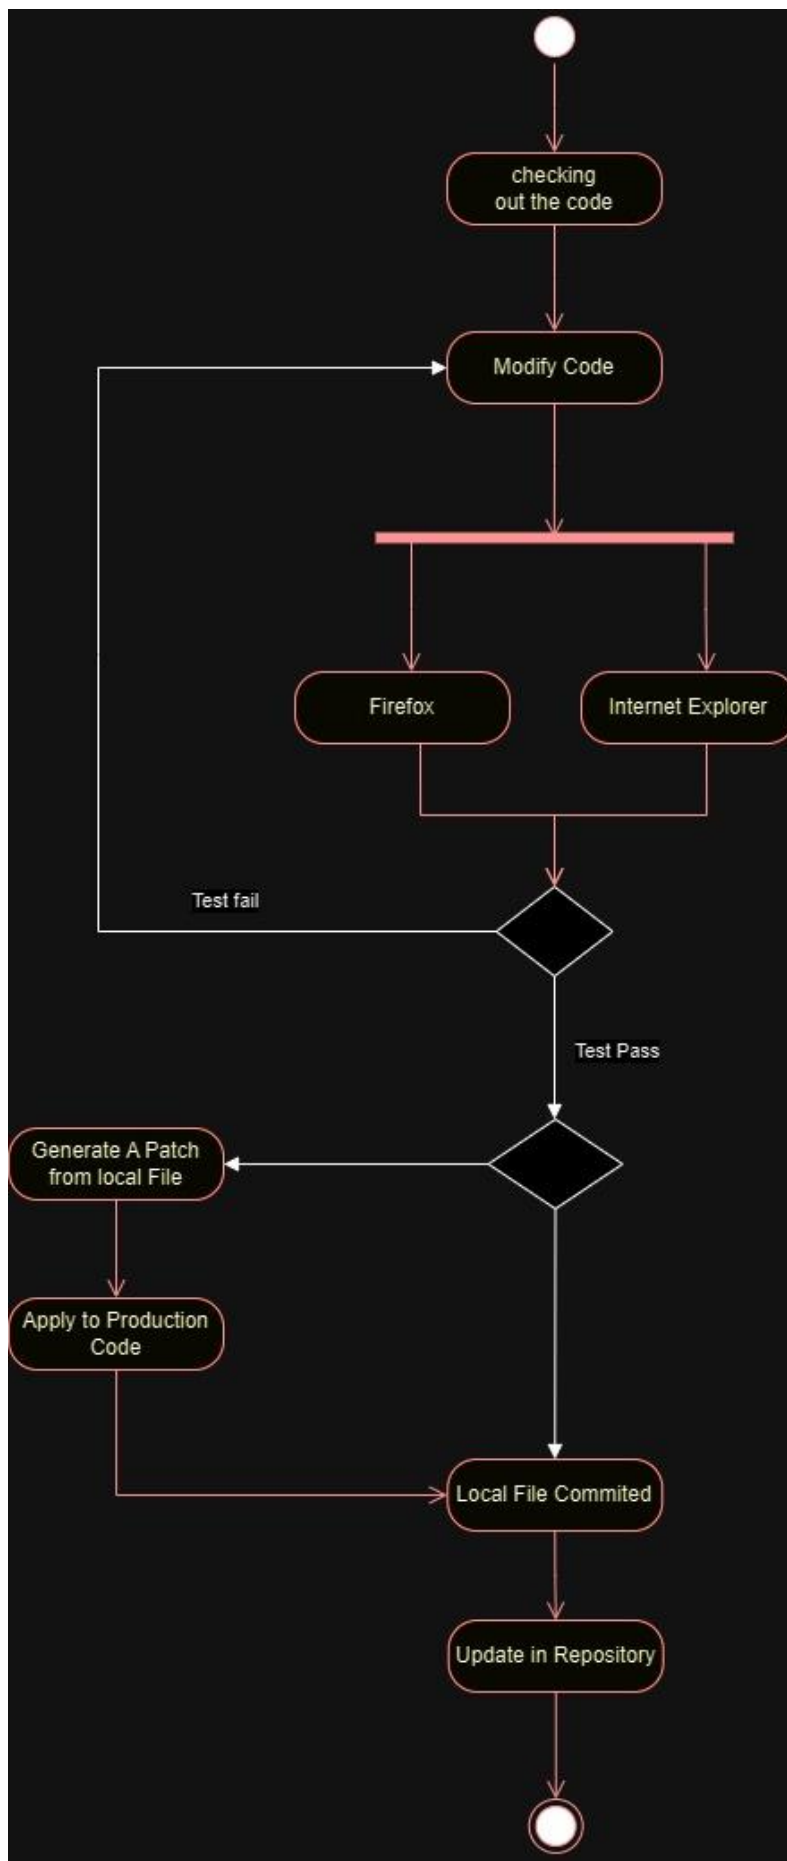 checking
out the code
Modify Code
Firefox
Internet Explorer
Test fail
Test Pass
Generate A Patch
from local File
Apply to Production
Code
Local File Commited
Update in Repository